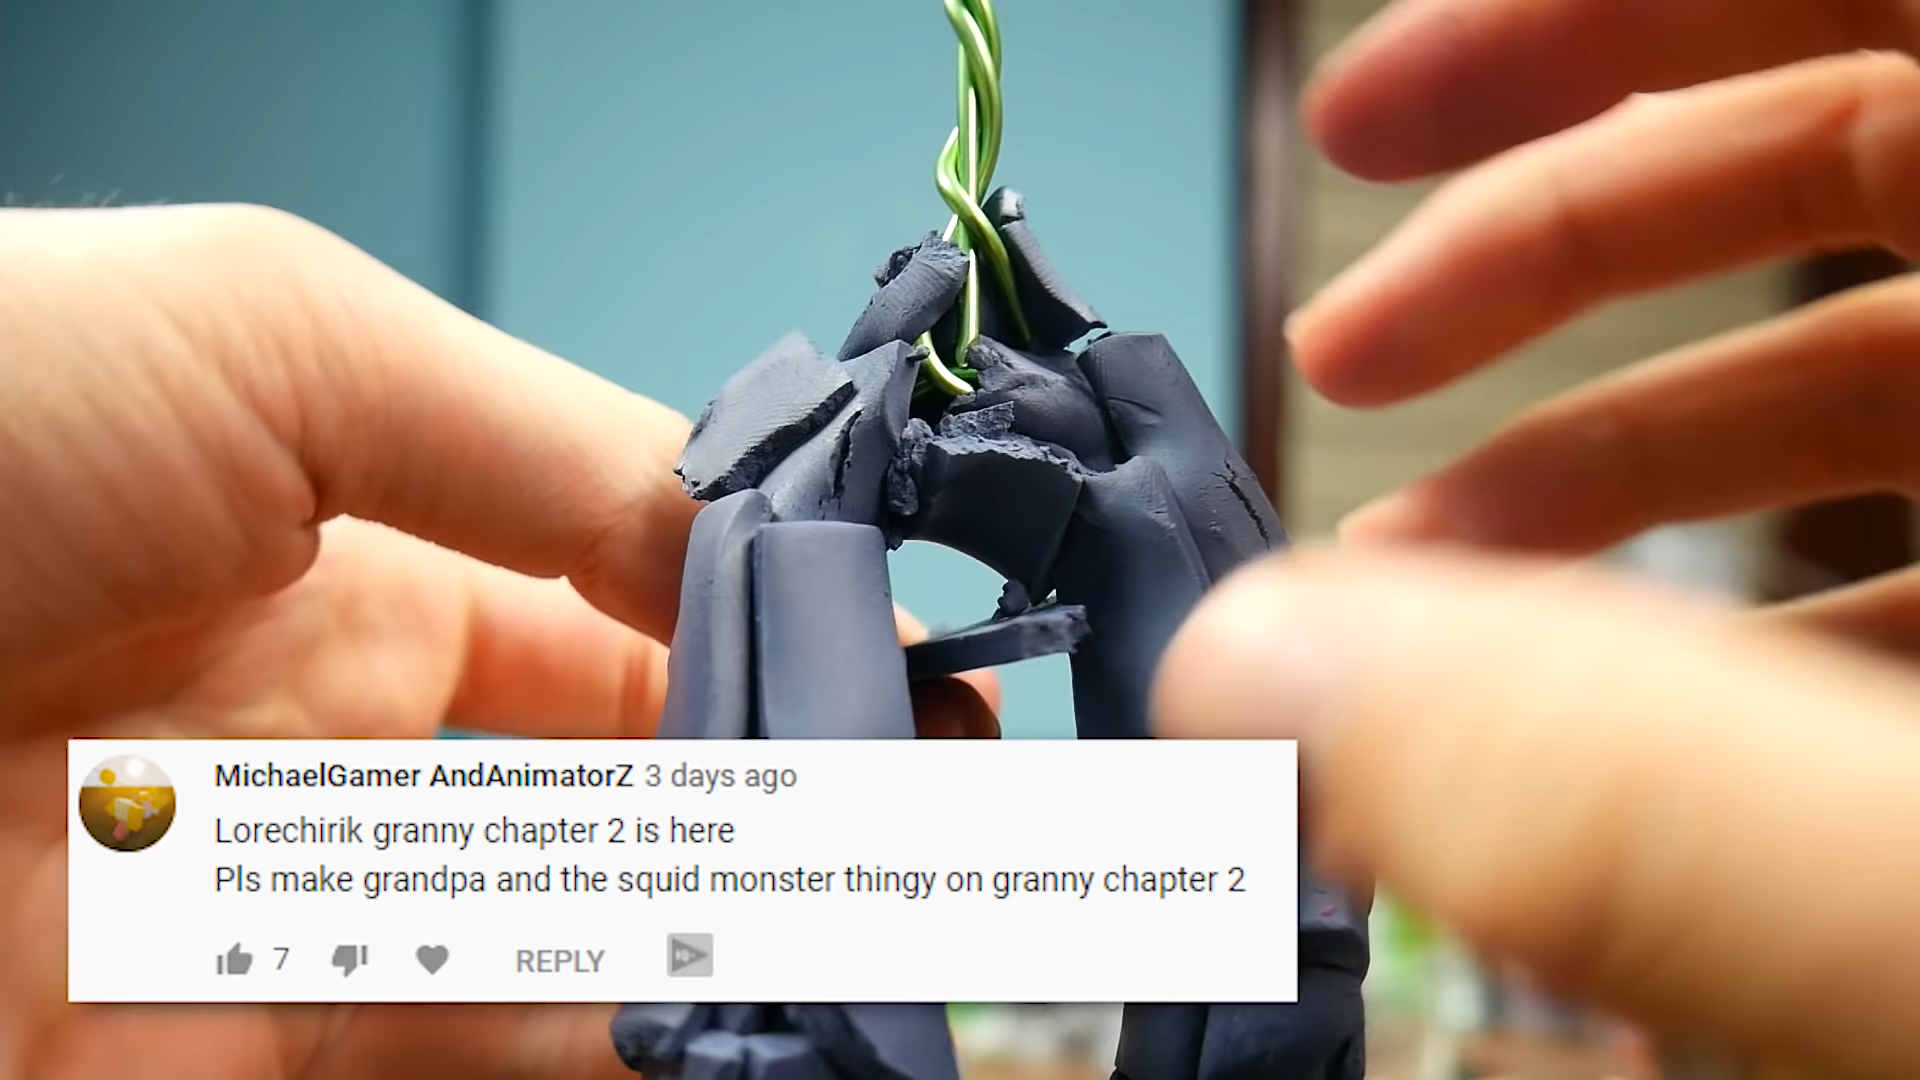 MichaelGamer AndAnimatorZ 3 days ago
Lorechirik granny chapter 2 is here
Pls make grandpa and the squid monster thingy on granny chapter 2
7 REPLY